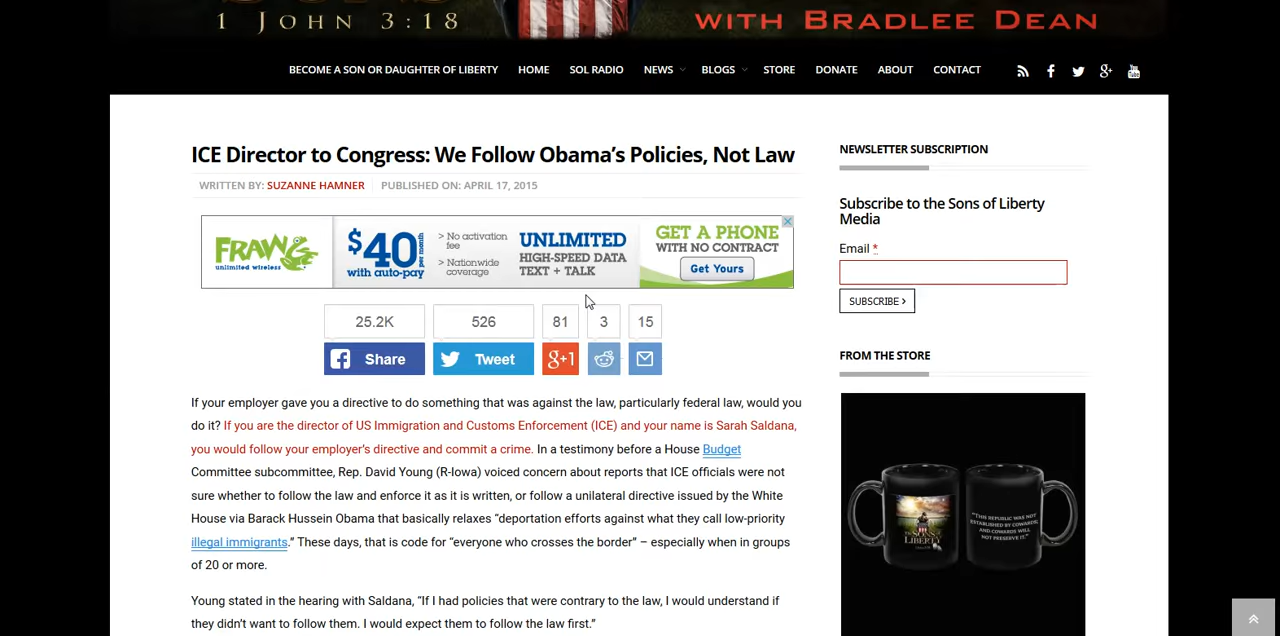 1 JOHN 3:18
WITH BRADLEE DEAN
BECOME A SON OR DAUGHTER OF LIBERTY HOME SOL RADIO NEWS BLOGS STORE DONATE ABOUT CONTACT
ICE Director to Congress: We Follow Obama's Policies, Not Law
WRITTEN BY: SUZANNE HAMNER PUBLISHED ON: APRIL 17, 2015
FRAWG
unlimited wireless
$40 per month
with auto-pay
> No activation
fee
> Nationwide
coverage
UNLIMITED
HIGH-SPEED DATA
TEXT + TALK
GET A PHONE
WITH NO CONTRACT
Get Yours
25.2K 526 81 3 15
Share Tweet g+1
If your employer gave you a directive to do something that was against the law, particularly federal law, would you
do it? If you are the director of US Immigration and Customs Enforcement (ICE) and your name is Sarah Saldana,
you would follow your employer's directive and commit a crime. In a testimony before a House Budget
Committee subcommittee, Rep. David Young (R-Iowa) voiced concern about reports that ICE officials were not
sure whether to follow the law and enforce it as it is written, or follow a unilateral directive issued by the White
House via Barack Hussein Obama that basically relaxes "deportation efforts against what they call low-priority
illegal immigrants." These days, that is code for "everyone who crosses the border" – especially when in groups
of 20 or more.
Young stated in the hearing with Saldana, "If I had policies that were contrary to the law, I would understand if
they didn't want to follow them. I would expect them to follow the law first."
NEWSLETTER SUBSCRIPTION
Subscribe to the Sons of Liberty
Media
Email *
SUBSCRIBE >
FROM THE STORE
SONS OF
LIBERTY
"THIS REPUBLIC WAS NOT
ESTABLISHED BY COWARDS,
AND COWARDS WILL
NOT PRESERVE IT."